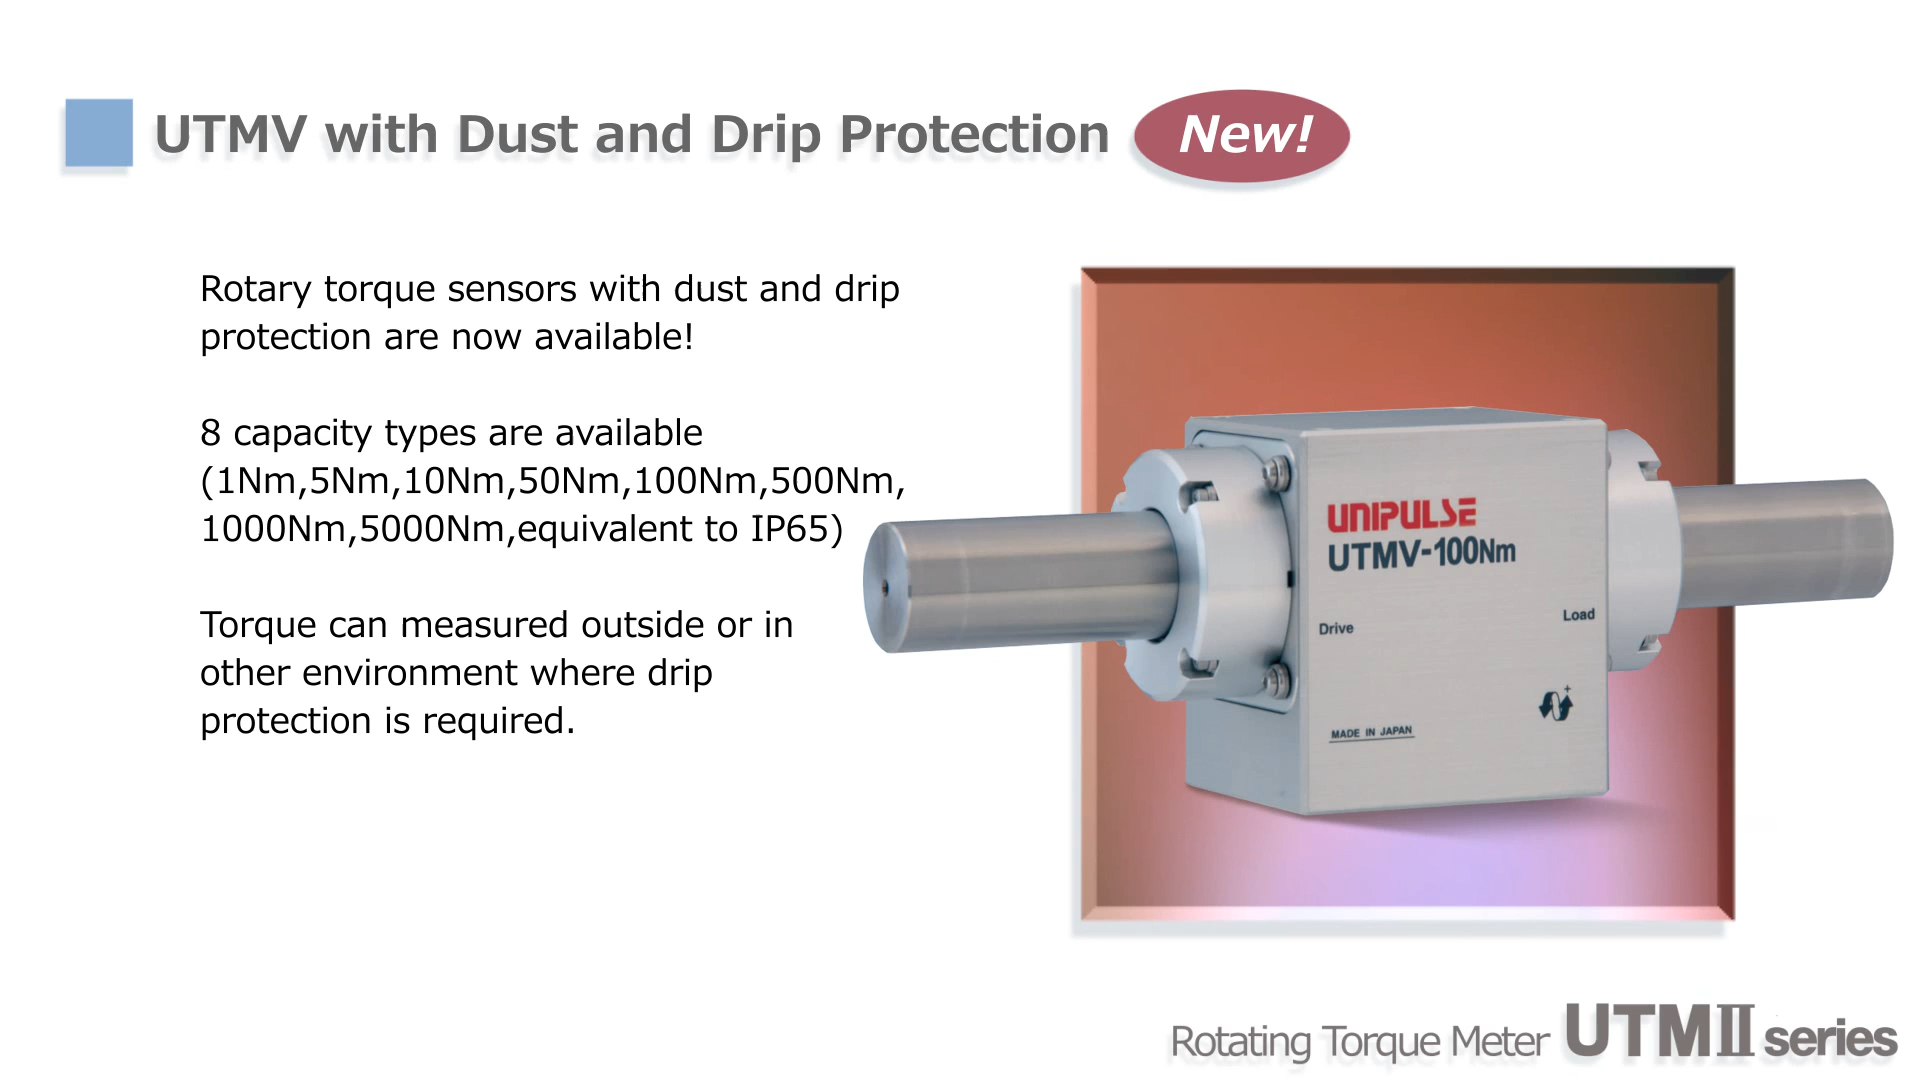 UTMV with Dust and Drip Protection New!
Rotary torque sensors with dust and drip
protection are now available!
8 capacity types are available
(1Nm,5Nm,10Nm,50Nm,100Nm,500Nm,
1000Nm,5000Nm,equivalent to IP65)
Torque can measured outside or in
other environment where drip
protection is required.
UNIPULSE
UTMV-100Nm
Drive
Load
+
MADE IN JAPAN
Rotating Torque Meter UTMⅡ series